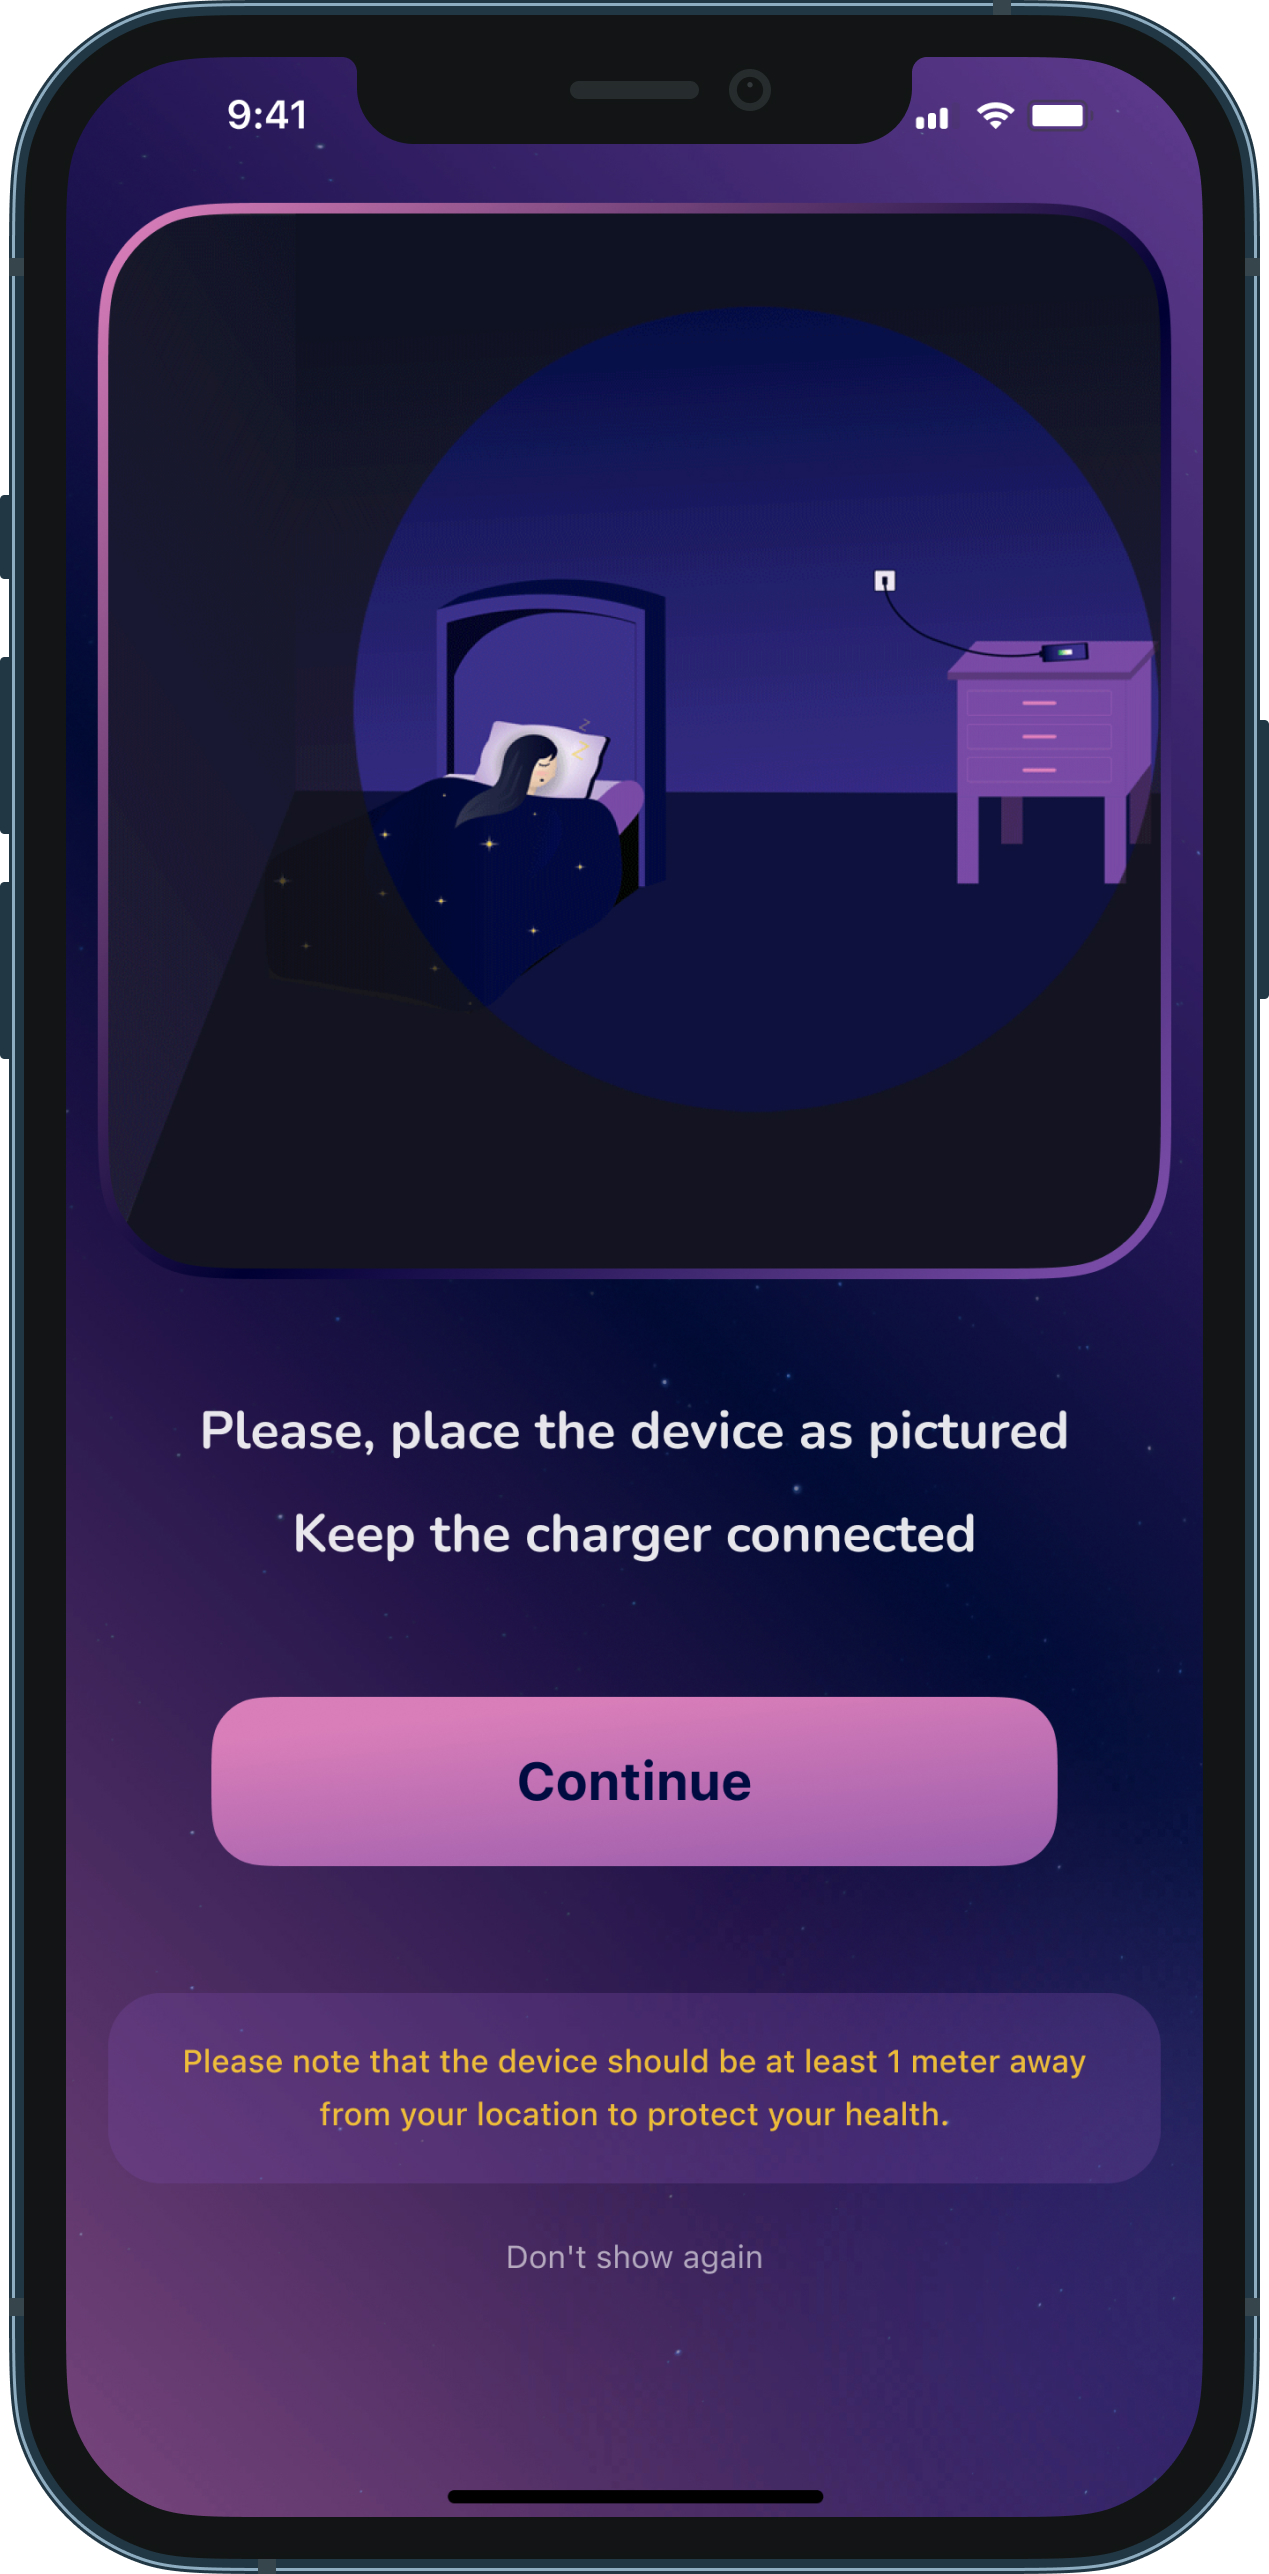 9:41
Please, place the device as pictured
Keep the charger connected
Continue
Please note that the device should be at least 1 meter away
from your location to protect your health.
Don't show again